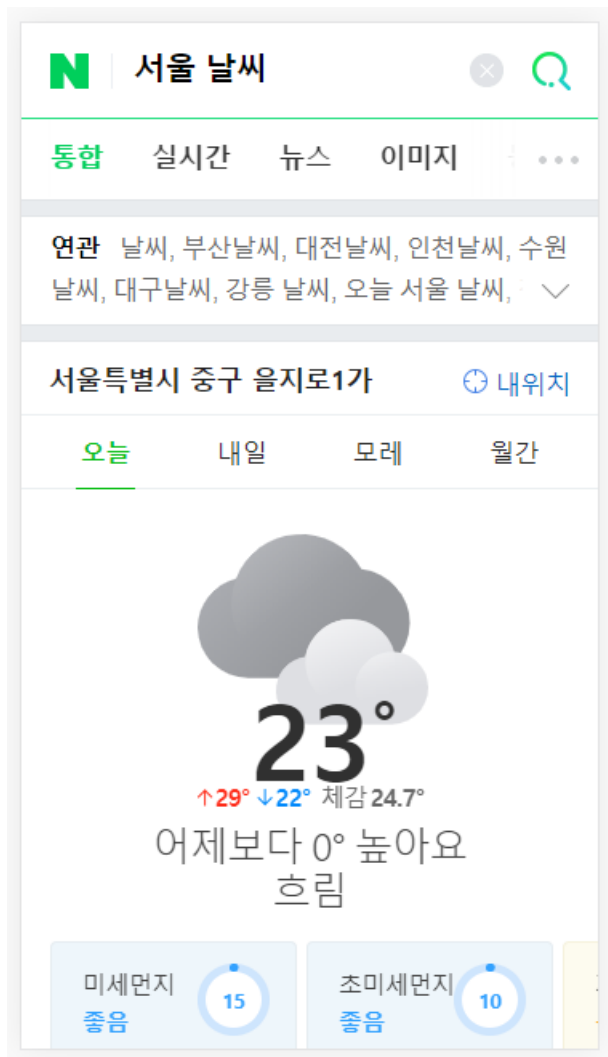 N 서울 날씨
통합 실시간 뉴스 이미지
연관 날씨, 부산날씨, 대전날씨, 인천날씨, 수원
날씨, 대구날씨, 강릉 날씨, 오늘 서울 날씨,
서울특별시 중구 을지로1가 내위치
오늘 내일 모레 월간
23°
↑29° ↓22° 체감 24.7°
어제보다 0° 높아요
흐림
미세먼지 15 초미세먼지 10
좋음 좋음